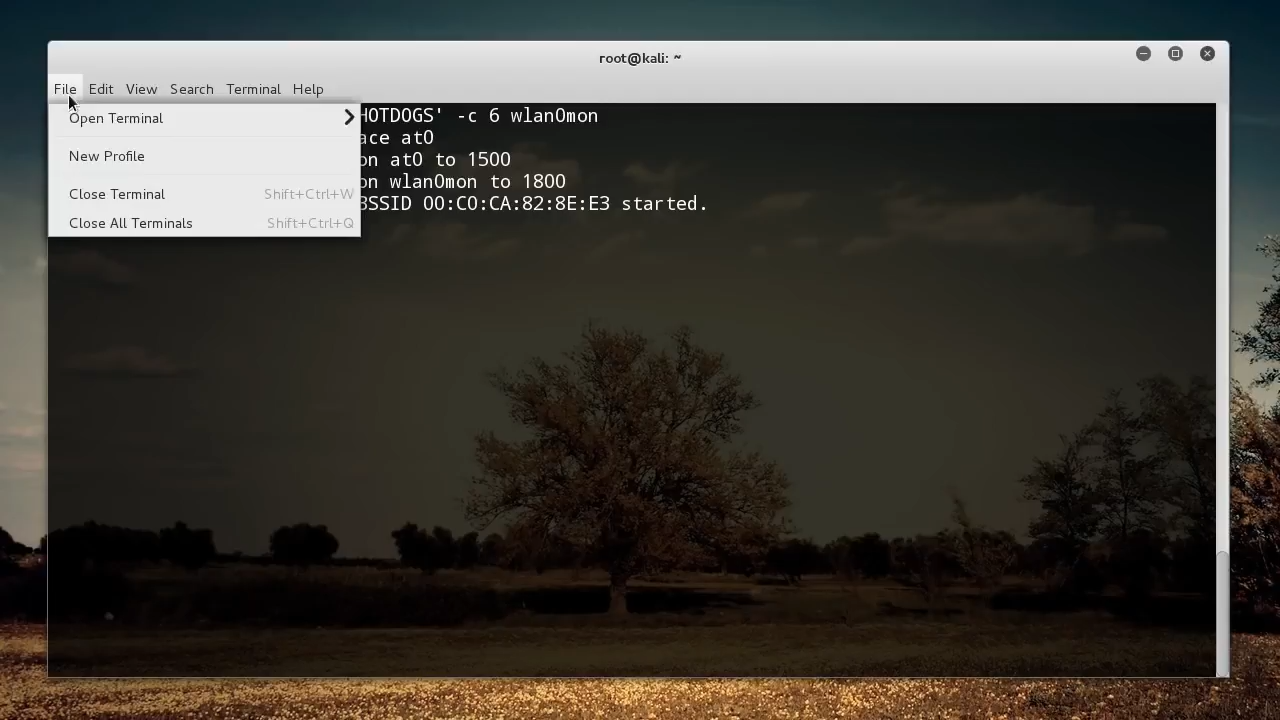 root@kali: ~
File Edit View Search Terminal Help
Open Terminal
New Profile
Close Terminal Shift+Ctrl+W
Close All Terminals Shift+Ctrl+Q
HOTDOGS' -c 6 wlan0mon
ace at0
on at0 to 1500
on wlan0mon to 1800
BSSID 00:C0:CA:82:8E:E3 started.